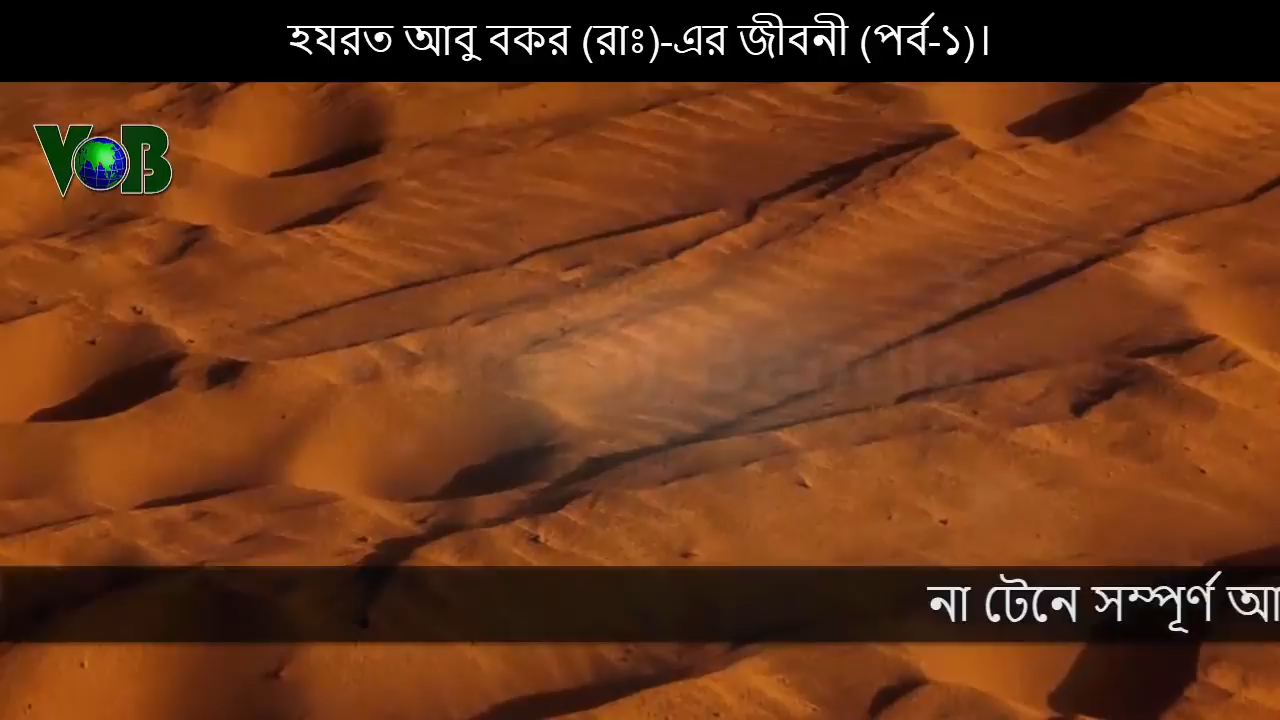 হযরত আবু বকর (রাঃ)-এর জীবনী (পর্ব-১)।
VOB
না টেনে সম্পূর্ণ আ